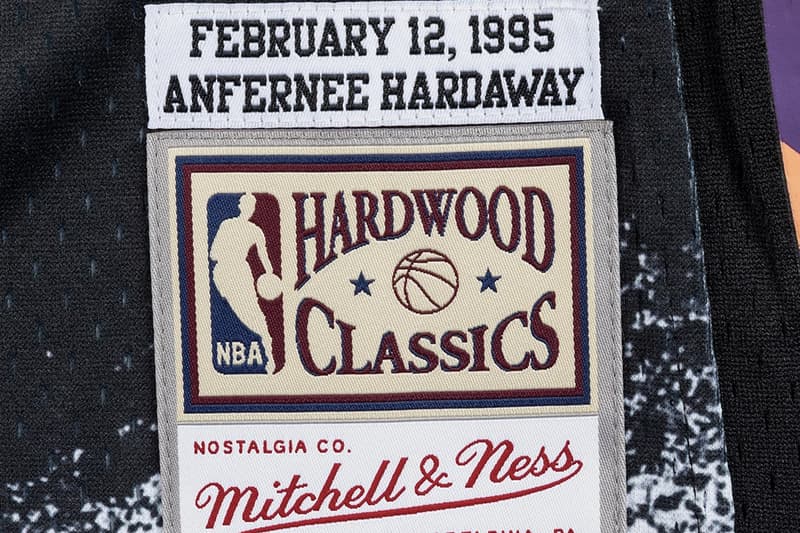 FEBRUARY 12, 1995
ANFERNEE HARDAWAY
HARDWOOD
NBA
CLASSICS
NOSTALGIA CO.
Mitchell & Ness